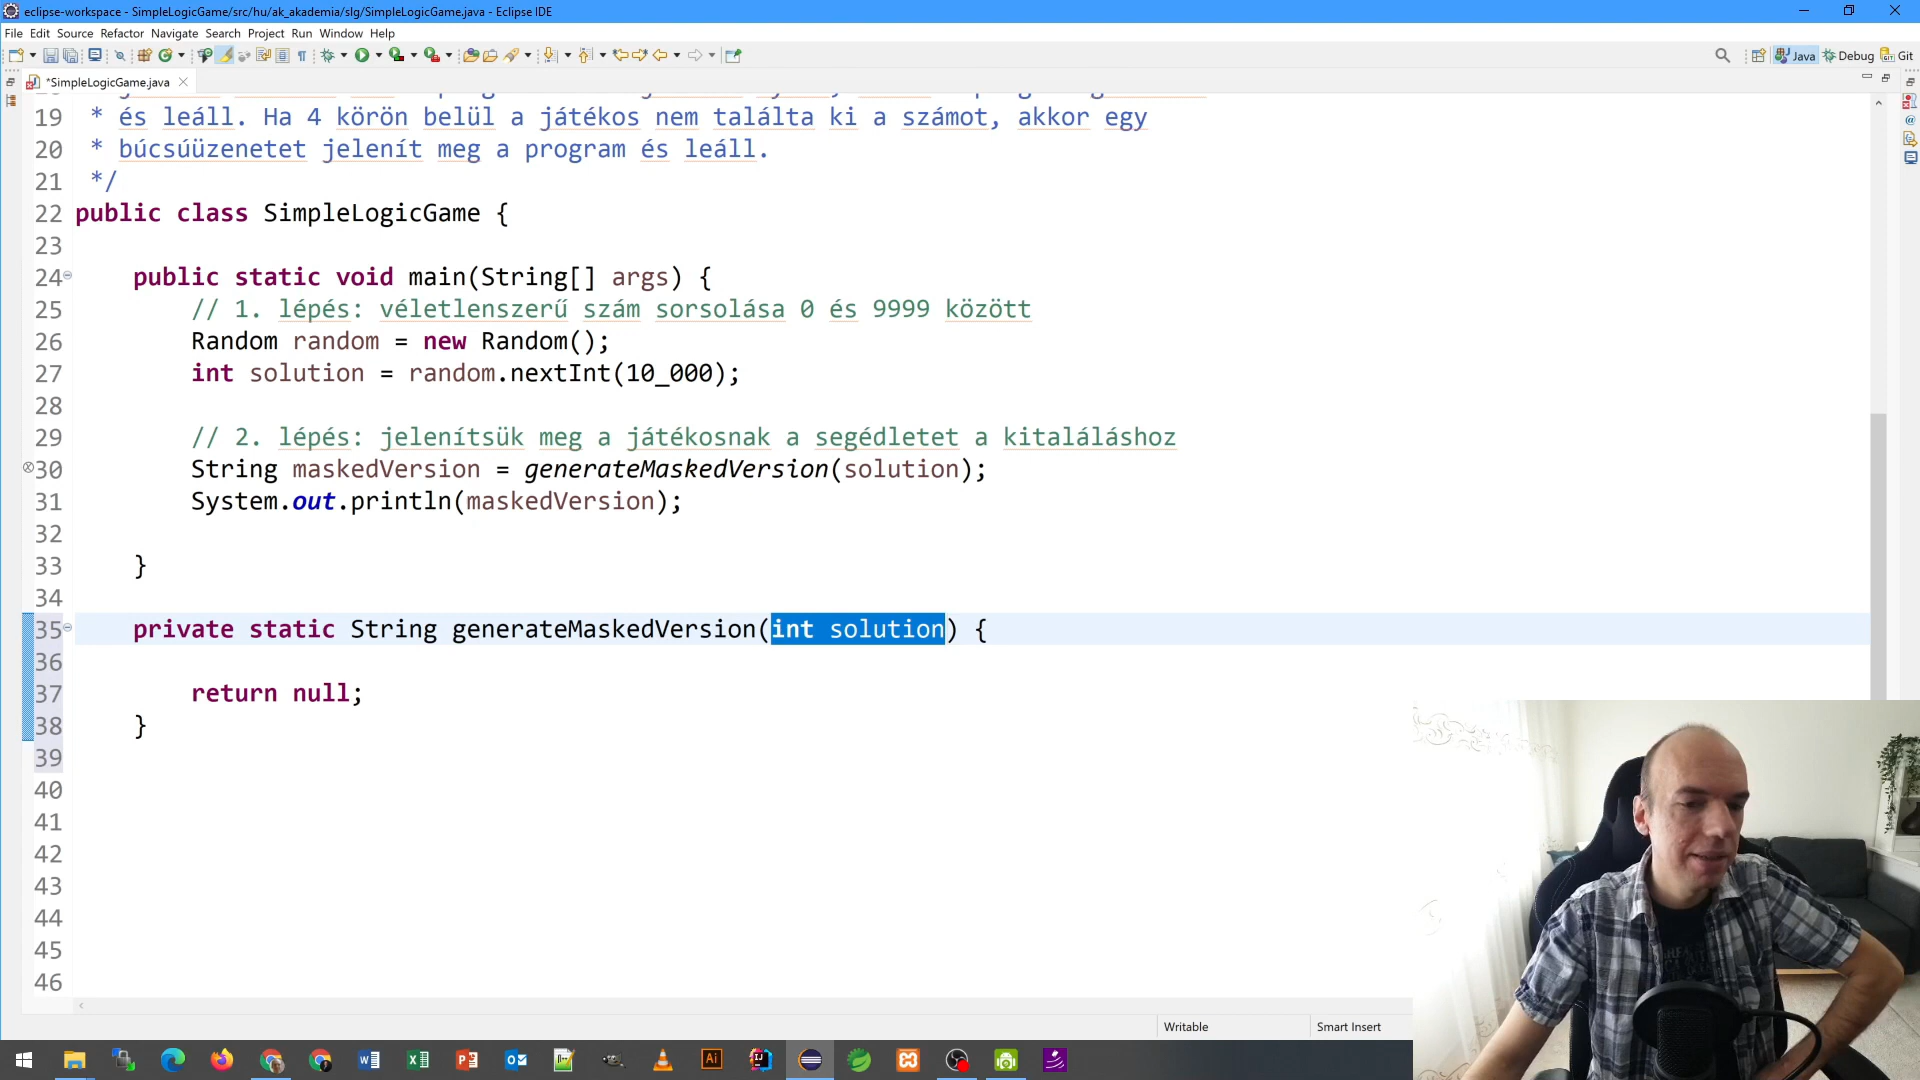 eclipse-workspace - SimpleLogicGame/src/hu/ak_akademia/slg/SimpleLogicGame.java - Eclipse IDE
File Edit Source Refactor Navigate Search Project Run Window Help
Java Debug Git
*SimpleLogicGame.java
19 * és leáll. Ha 4 körön belül a játékos nem találta ki a számot, akkor egy
20 * búcsúüzenetet jelenít meg a program és leáll.
21 */
22 public class SimpleLogicGame {
23
24 public static void main(String[] args) {
25 // 1. lépés: véletlenszerű szám sorsolása 0 és 9999 között
26 Random random = new Random();
27 int solution = random.nextInt(10_000);
28
29 // 2. lépés: jelenítsük meg a játékosnak a segédletet a kitaláláshoz
30 String maskedVersion = generateMaskedVersion(solution);
31 System.out.println(maskedVersion);
32
33 }
34
35 private static String generateMaskedVersion(int solution) {
36
37 return null;
38 }
39
40
41
42
43
44
45
46
Writable Smart Insert